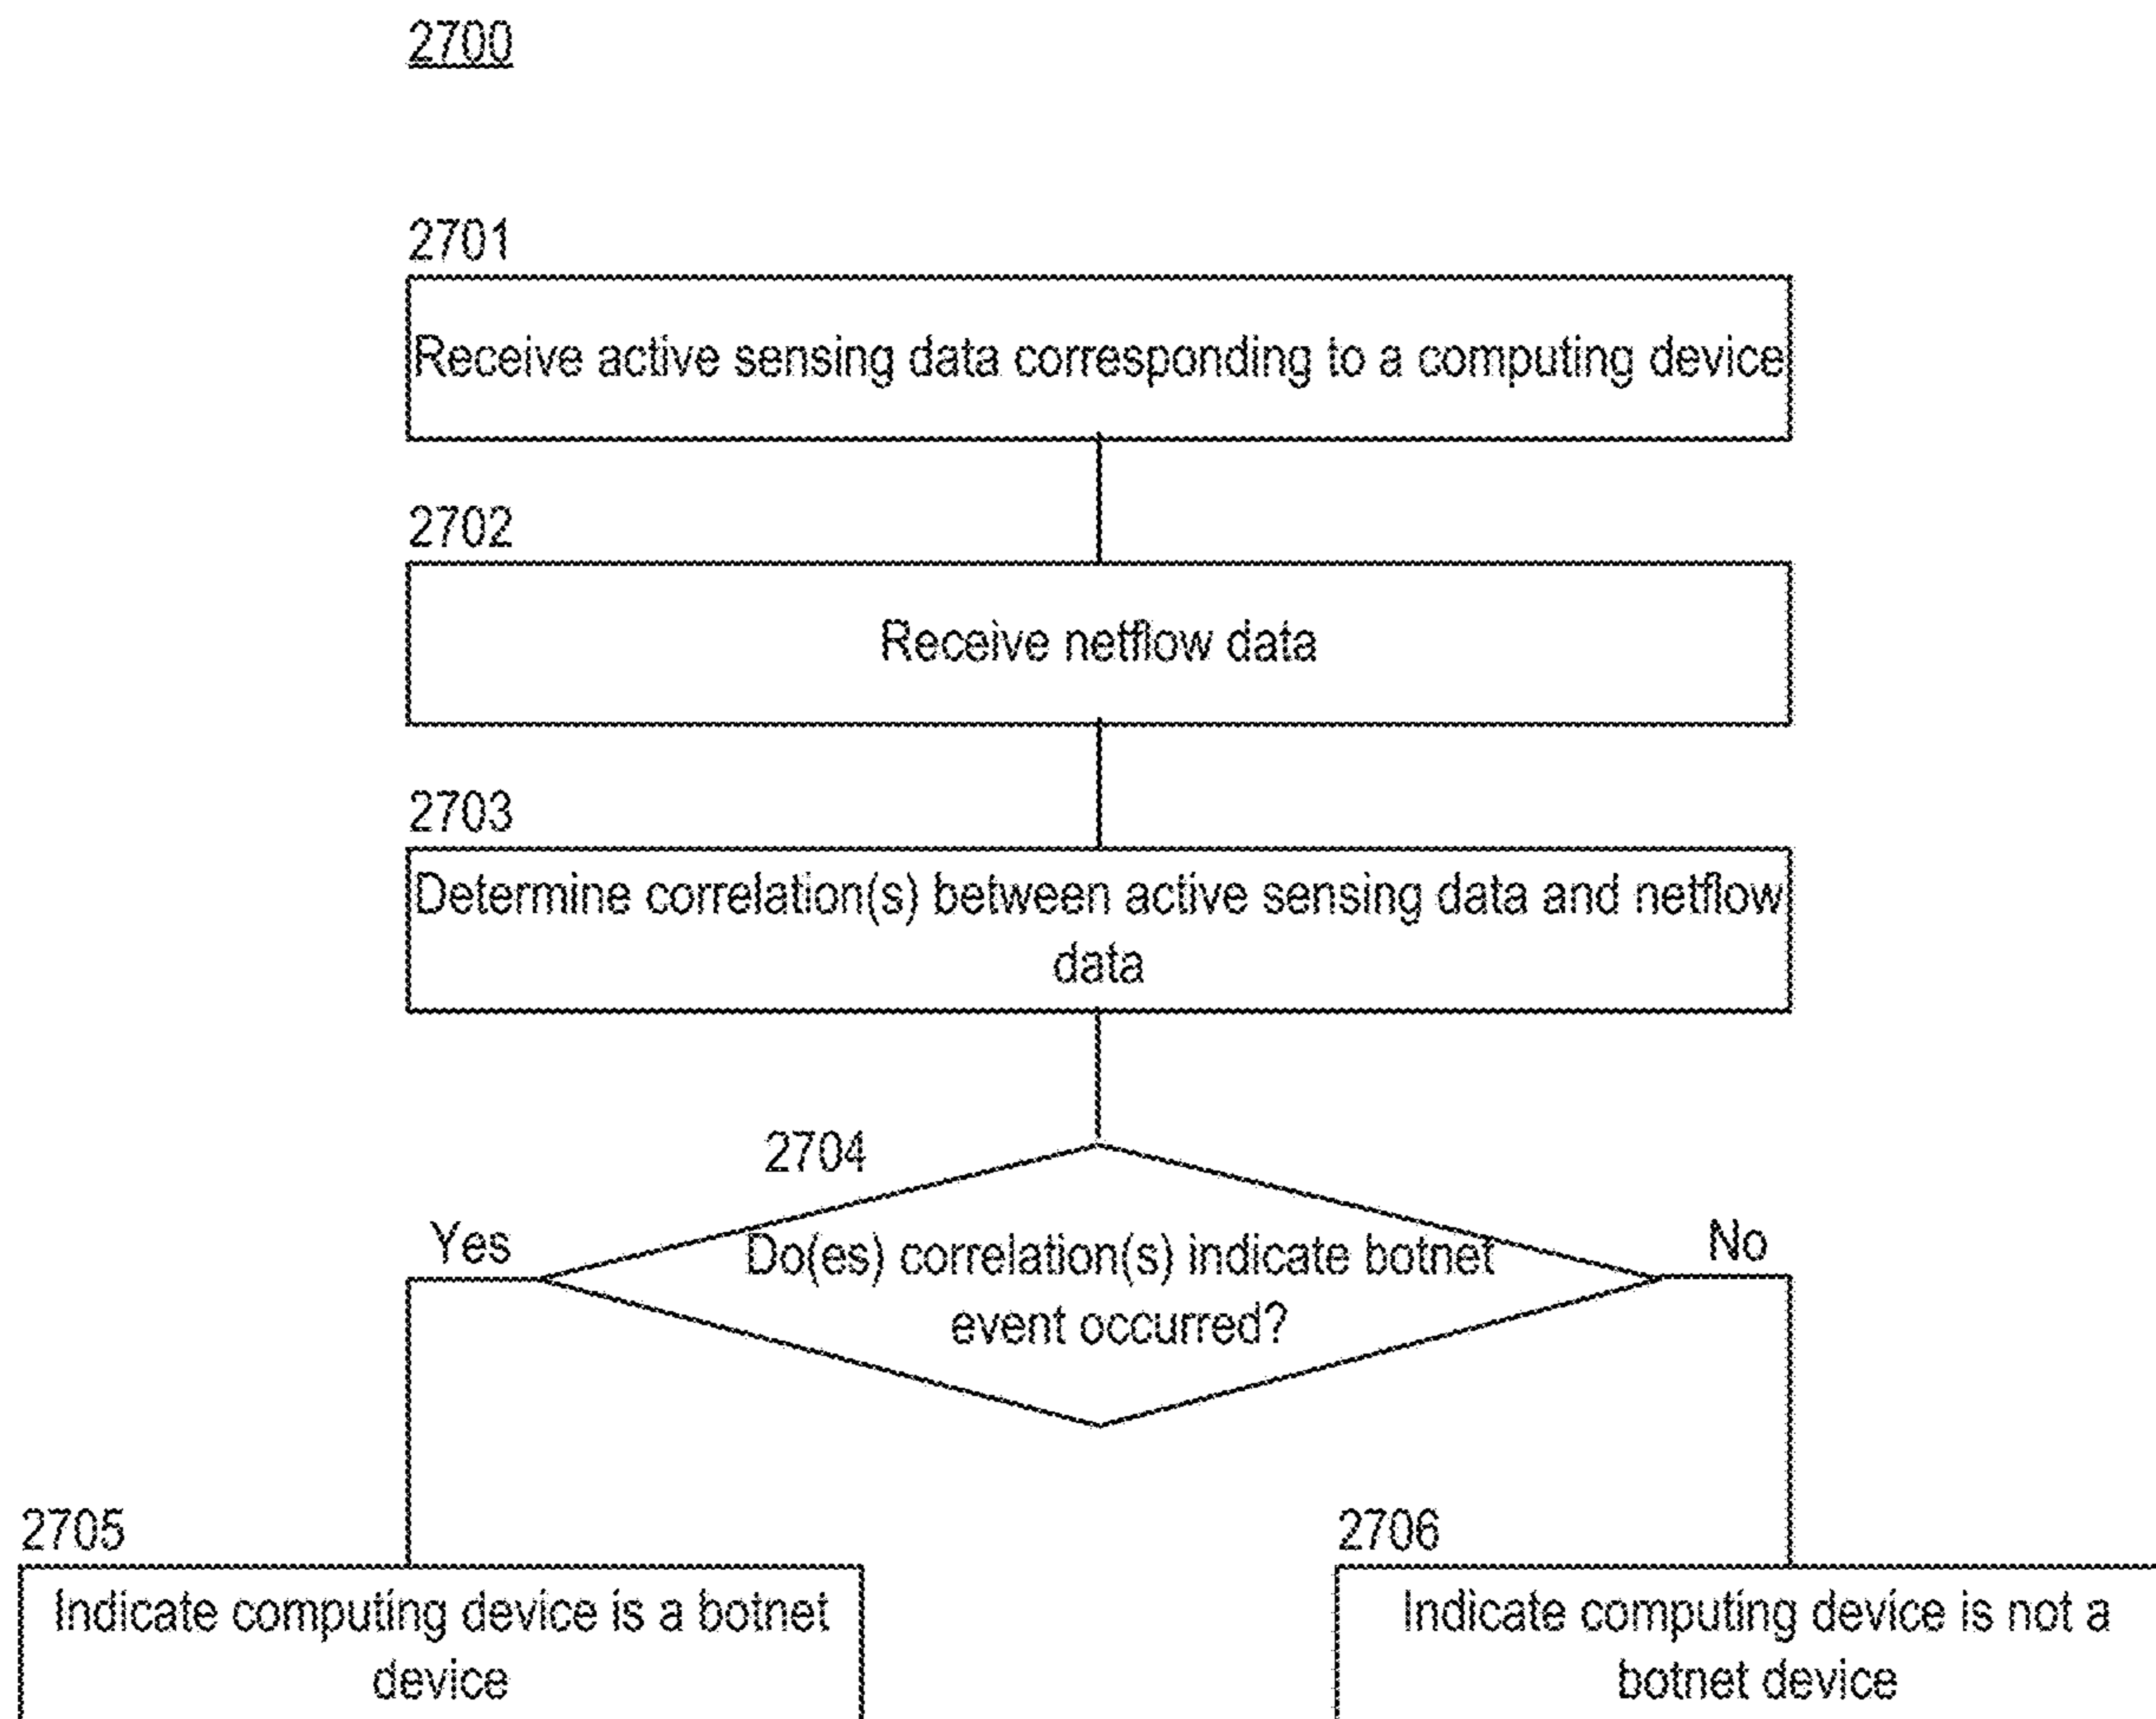 2700
2701
Receive active sensing data corresponding to a computing device
2702
Receive netflow data
2703
Determine correlation(s) between active sensing data and netflow
data
2704
Yes
Do(es) correlation(s) indicate botnet
event occurred?
No
2705
Indicate computing device is a botnet
device
2706
Indicate computing device is not a
botnet device